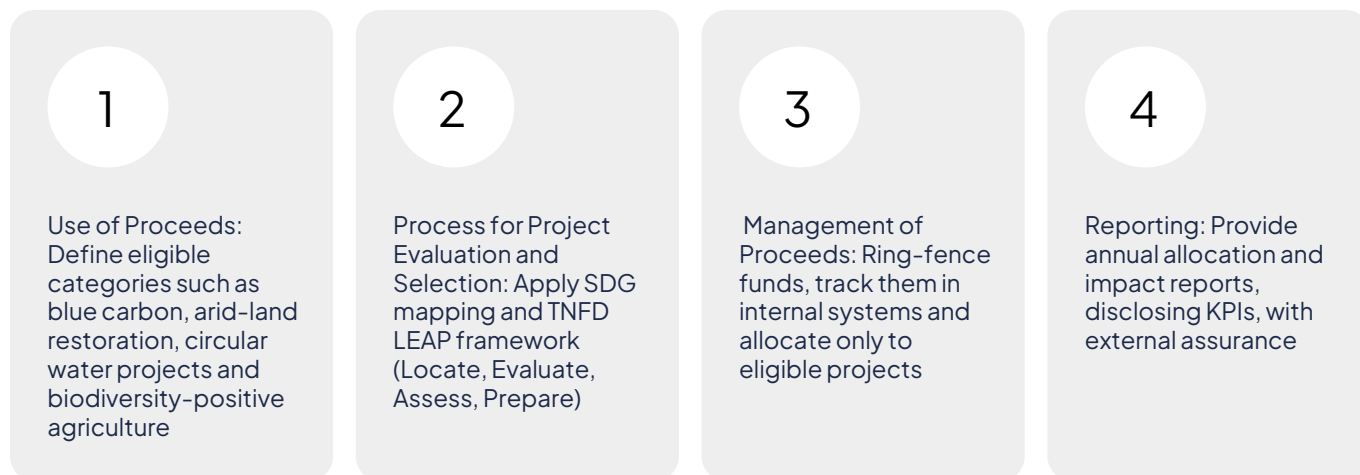 1
Use of Proceeds:
Define eligible
categories such as
blue carbon, arid-land
restoration, circular
water projects and
biodiversity-positive
agriculture
2
Process for Project
Evaluation and
Selection: Apply SDG
mapping and TNFD
LEAP framework
(Locate, Evaluate,
Assess, Prepare)
3
Management of
Proceeds: Ring-fence
funds, track them in
internal systems and
allocate only to
eligible projects
4
Reporting: Provide
annual allocation and
impact reports,
disclosing KPIs, with
external assurance